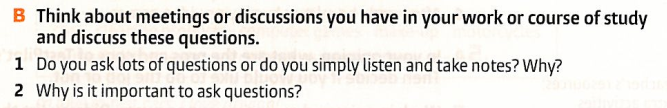 B Think about meetings or discussions you have in your work or course of study
and discuss these questions.
1 Do you ask lots of questions or do you simply listen and take notes? Why?
2 Why is it important to ask questions?